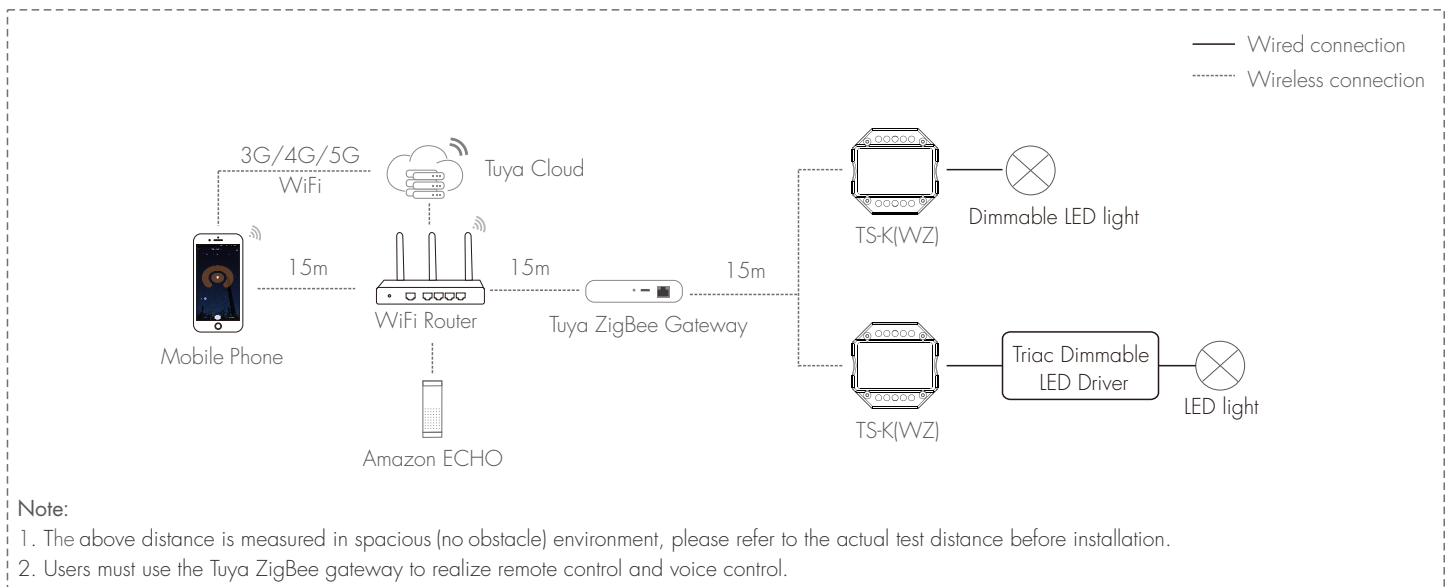 Wired connection
Wireless connection
3G/4G/5G
WiFi
Tuya Cloud
15m
15m
15m
Mobile Phone
WiFi Router
Tuya ZigBee Gateway
Amazon ECHO
TS-K(WZ)
Dimmable LED light
TS-K(WZ)
Triac Dimmable
LED Driver
LED light
Note:
1. The above distance is measured in spacious (no obstacle) environment, please refer to the actual test distance before installation.
2. Users must use the Tuya ZigBee gateway to realize remote control and voice control.